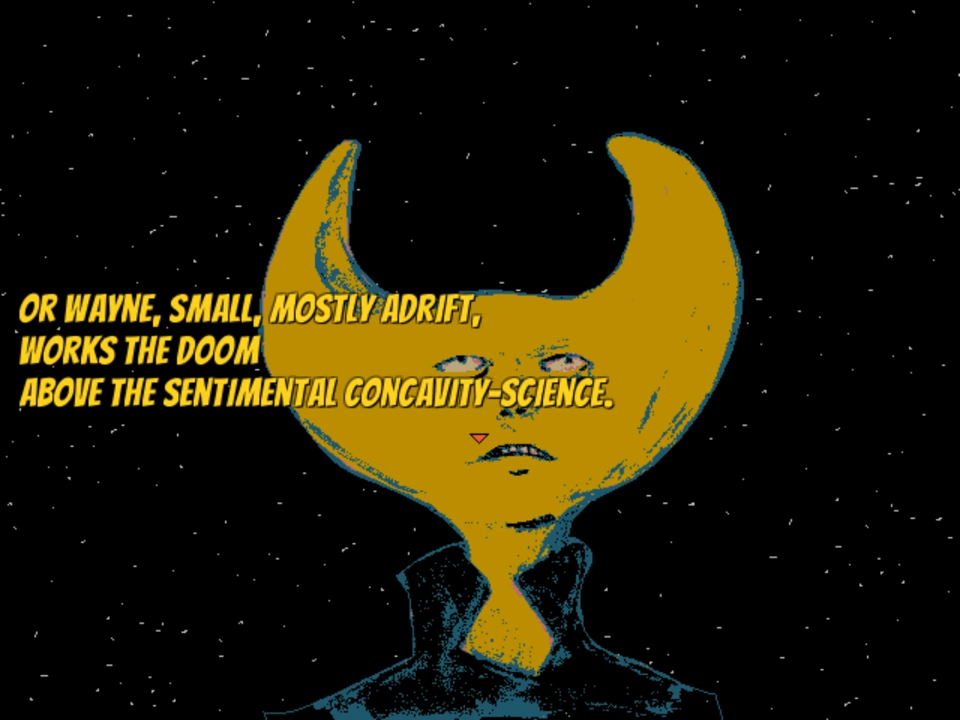 OR WAYNE, SMALL, MOSTLY ADRIFT,
WORKS THE DOOM
ABOVE THE SENTIMENTAL CONCAVITY-SCIENCE.